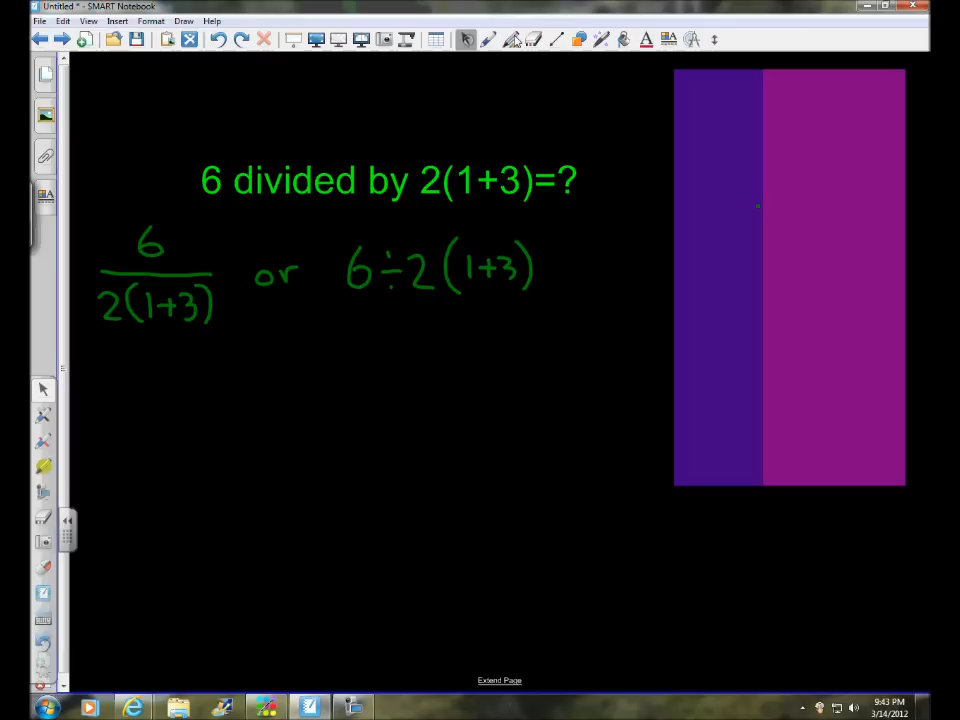 Untitled * - SMART Notebook
File Edit View Insert Format Draw Help
6 divided by 2(1+3)=?
6
2(1+3)
or
6÷2(1+3)
Extend Page
9:43 PM
3/14/2012